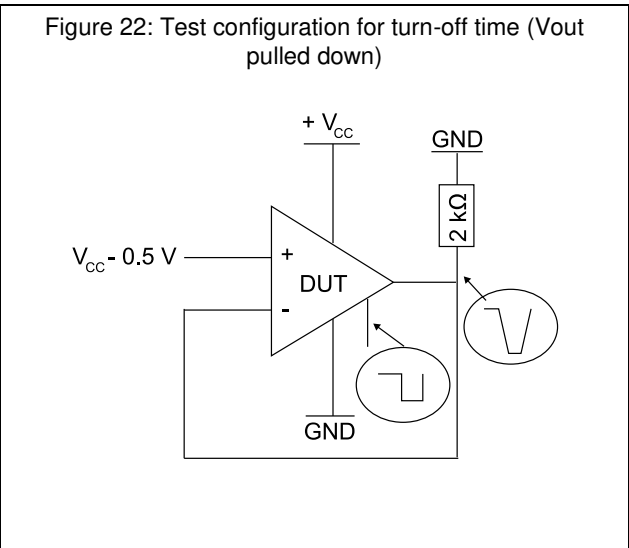 Figure 22: Test configuration for turn-off time (Vout
pulled down)
+ VCC
GND
2 kΩ
VCC - 0.5 V
+
DUT
-
GND